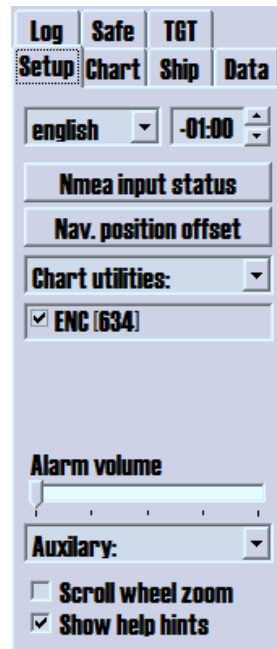 Log Safe TGT
Setup Chart Ship Data
english -01:00
Nmea input status
Nav. position offset
Chart utilities:
ENC [634]
Alarm volume
Auxilary:
Scroll wheel zoom
Show help hints